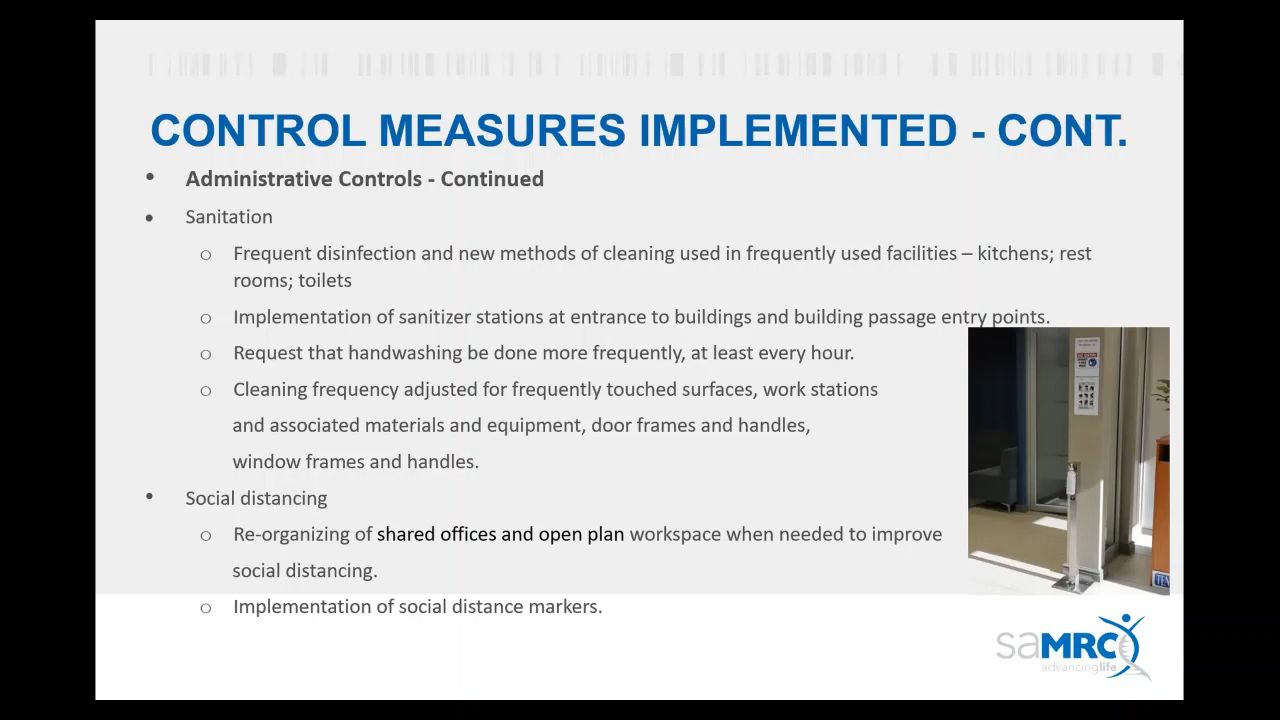 CONTROL MEASURES IMPLEMENTED - CONT.
• Administrative Controls - Continued
• Sanitation
o Frequent disinfection and new methods of cleaning used in frequently used facilities – kitchens; rest
rooms; toilets
o Implementation of sanitizer stations at entrance to buildings and building passage entry points.
o Request that handwashing be done more frequently, at least every hour.
o Cleaning frequency adjusted for frequently touched surfaces, work stations
and associated materials and equipment, door frames and handles,
window frames and handles.
• Social distancing
o Re-organizing of shared offices and open plan workspace when needed to improve
social distancing.
o Implementation of social distance markers.
saMRC
advancinglife